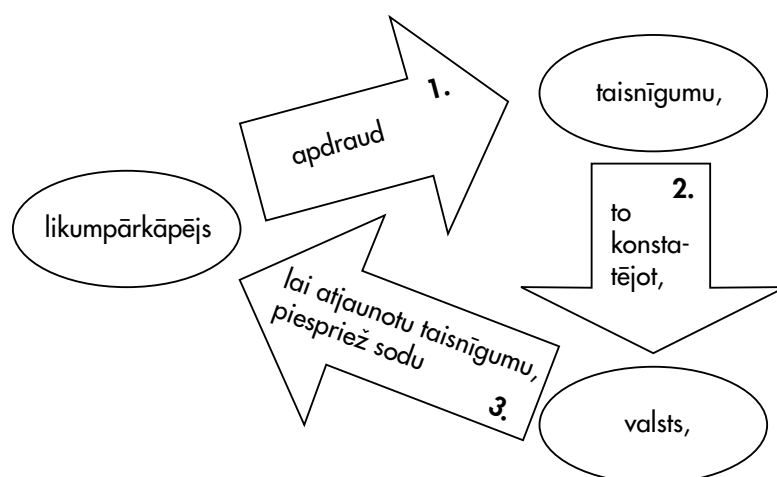 likumpārkāpējs
1.
apdraud
taisnīgumu,
2.
to
konsta-
tējot,
valsts,
lai atjaunotu taisnīgumu,
piespriež sodu
3.